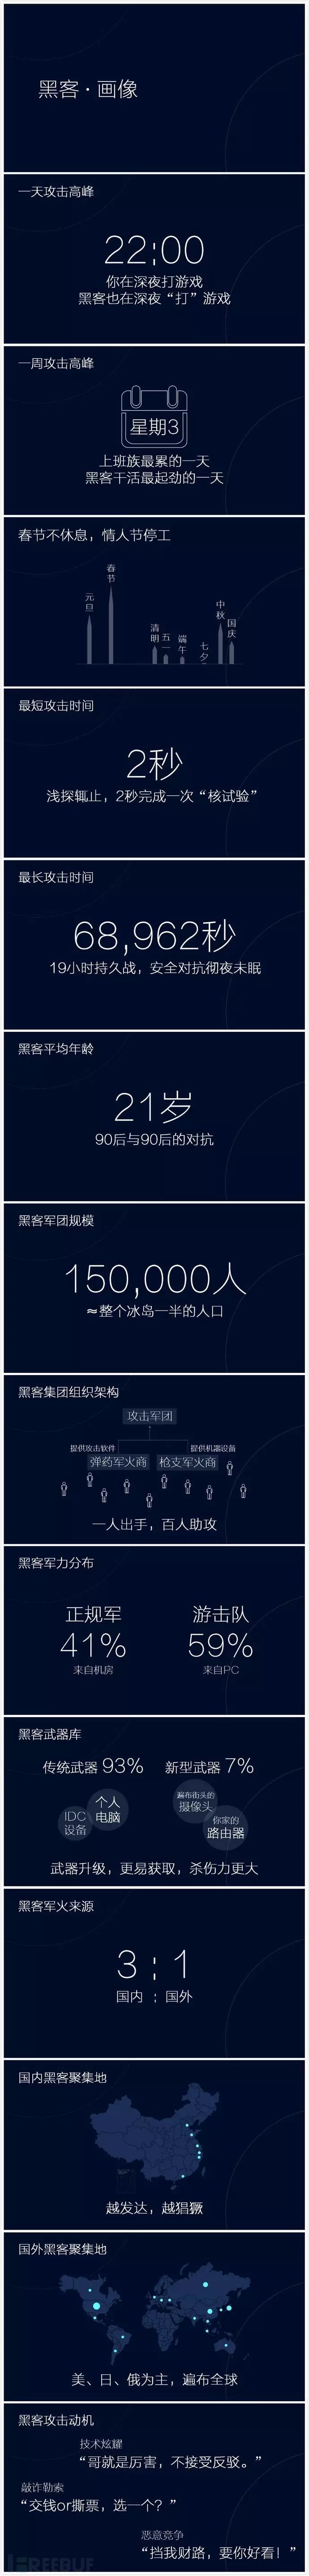 黑客·画像
一天攻击高峰
22:00
你在深夜打游戏
黑客也在深夜“打”游戏
一周攻击高峰
星期3
上班族最累的一天
黑客干活最起劲的一天
春节不休息，情人节停工
元旦
春节
清明
五一
端午
七夕
中秋
国庆
最短攻击时间
2秒
浅探辄止，2秒完成一次“核试验”
最长攻击时间
68,962秒
19小时持久战，安全对抗彻夜未眠
黑客平均年龄
21岁
90后与90后的对抗
黑客军团规模
150,000人
≈整个冰岛一半的人口
黑客集团组织架构
攻击军团
提供攻击软件
提供机器设备
弹药军火商
枪支军火商
一人出手，百人助攻
黑客军力分布
正规军
41%
来自机房
游击队
59%
来自PC
黑客武器库
传统武器 93%
新型武器 7%
个人
电脑
IDC
设备
遍布街头的
摄像头
你家的
路由器
武器升级，更易获取，杀伤力更大
黑客军火来源
3 : 1
国内 : 国外
国内黑客聚集地
越发达，越猖獗
国外黑客聚集地
美、日、俄为主，遍布全球
黑客攻击动机
技术炫耀
“哥就是厉害，不接受反驳。”
敲诈勒索
“交钱or撕票，选一个？”
恶意竞争
“挡我财路，要你好看！”
FREEBUF